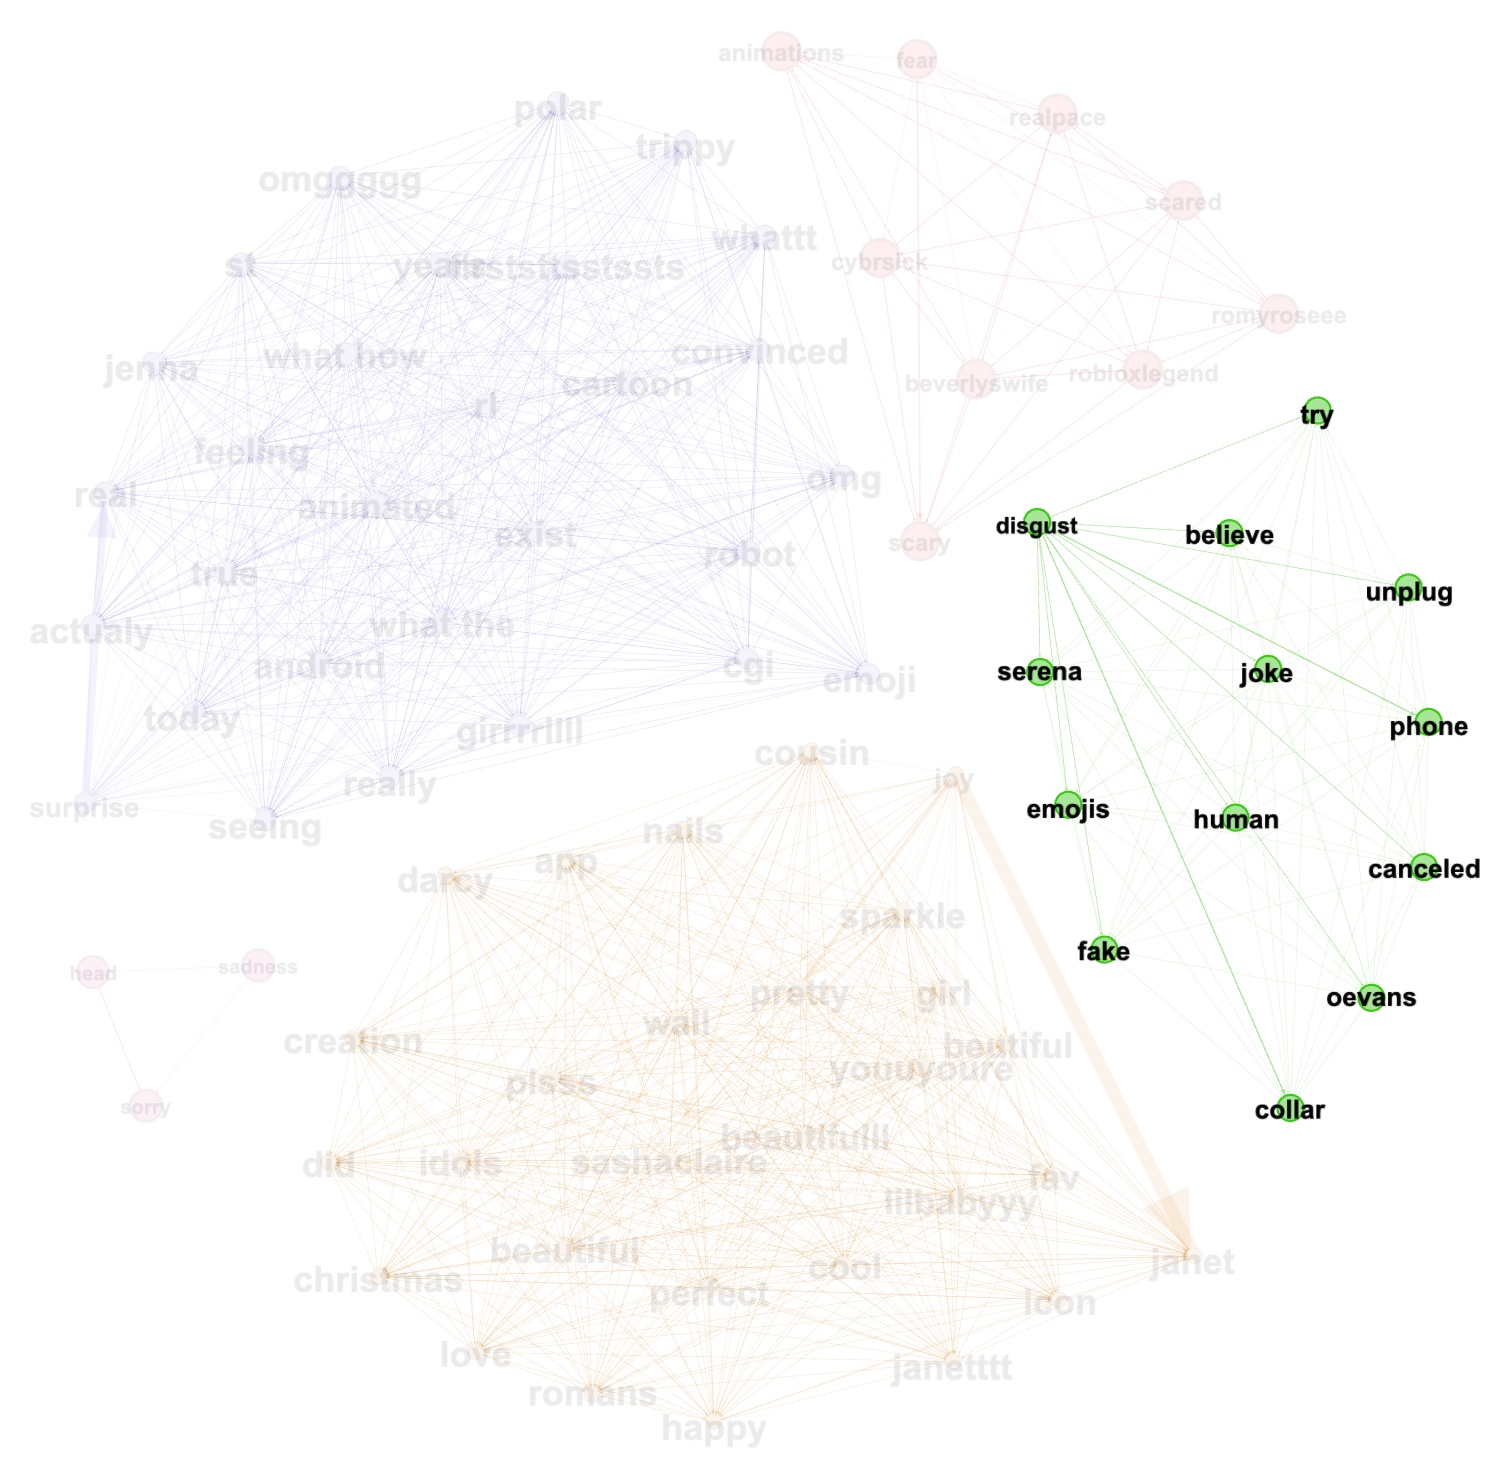 animations
fear
polar
realpace
trippy
omggggg
scared
whattt
st
cybrsick
romyroseee
what how
convinced
jenna
robloxlegend
beverlyswife
cartoon
rl
try
feeling
omg
real
animated
disgust
exist
believe
scary
robot
true
unplug
what the
actualy
android
cgi
serena
joke
emoji
today
phone
girrrrllll
cousin
joy
really
surprise
emojis
human
seeing
nails
app
canceled
darcy
sparkle
fake
sadness
head
pretty
girl
oevans
wall
creation
beutiful
youuyoure
plsss
sorry
collar
beautifulll
did
idols
sashaclaire
fav
lilbabyyy
beautiful
janet
cool
christmas
perfect
icon
love
janetttt
romans
happy